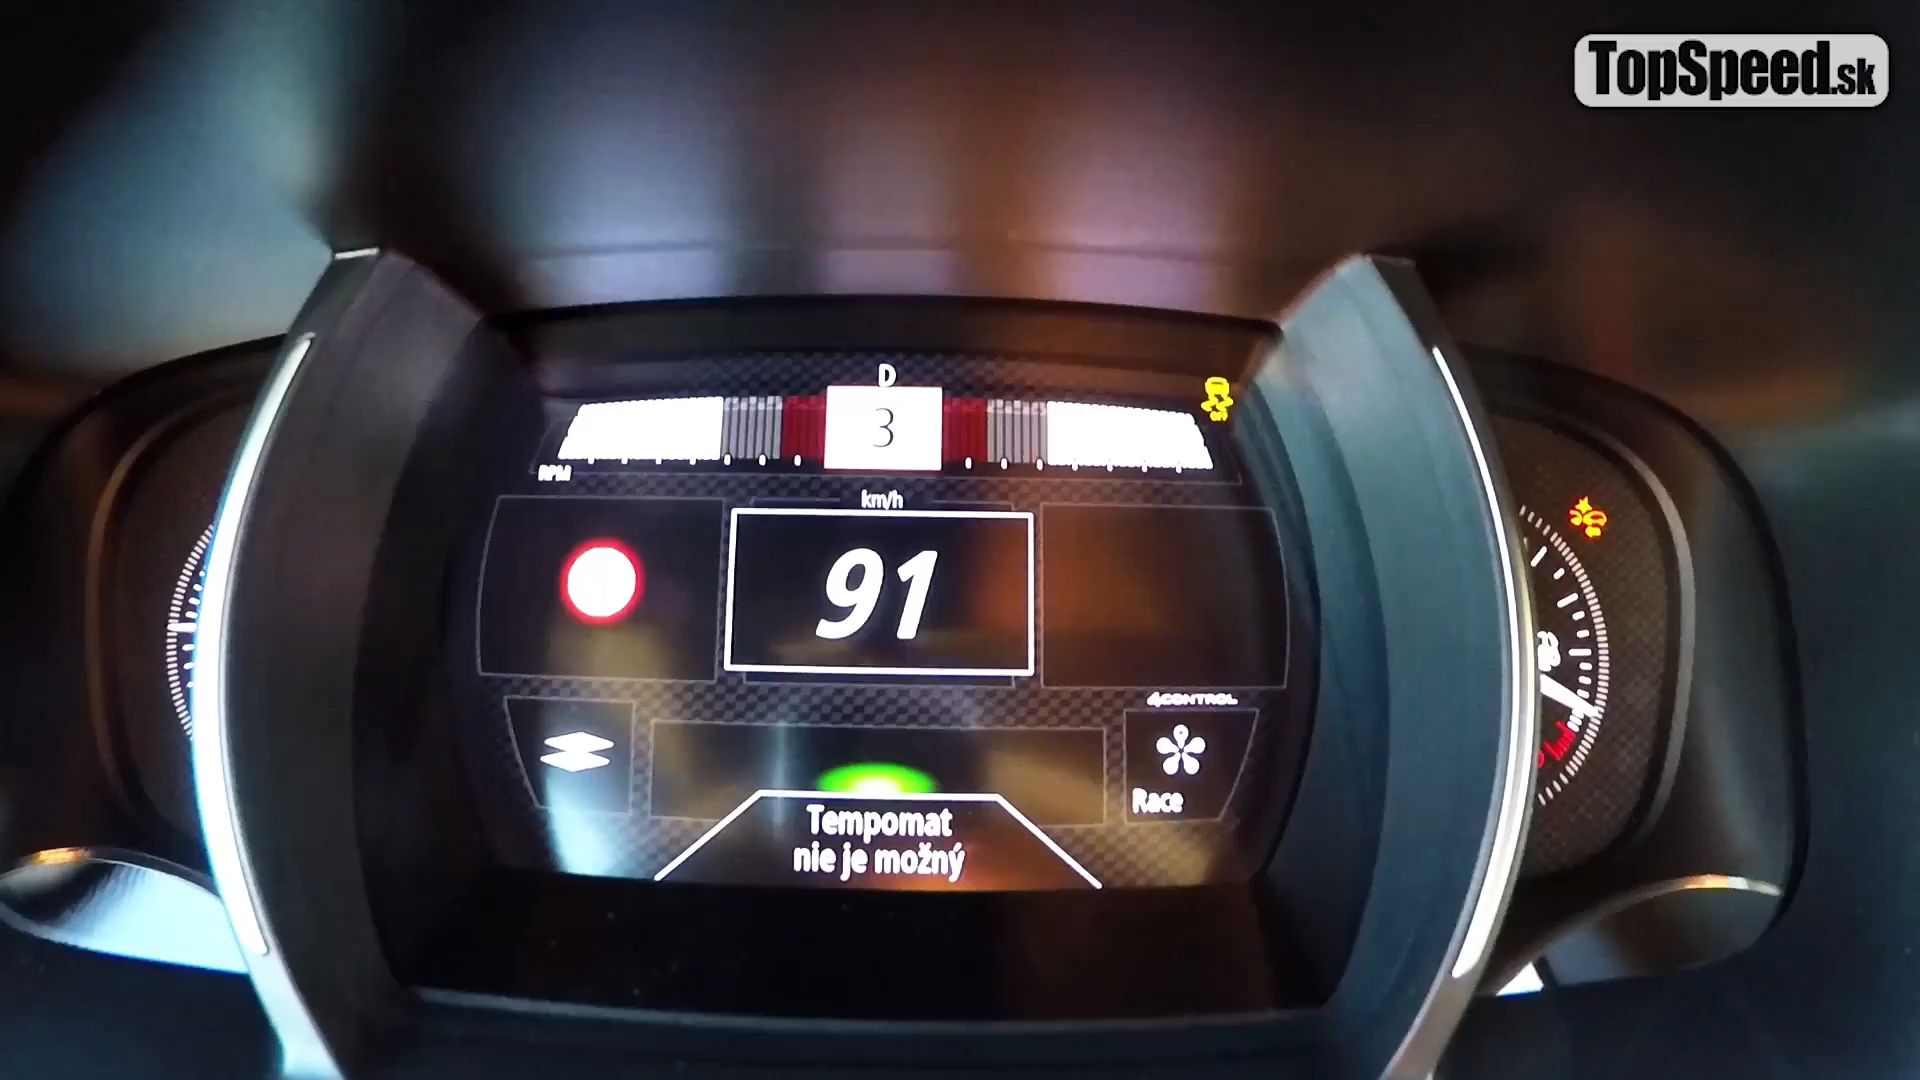 TopSpeed.sk
D
3
RPM
km/h
91
4CONTROL
Race
Tempomat
nie je možný